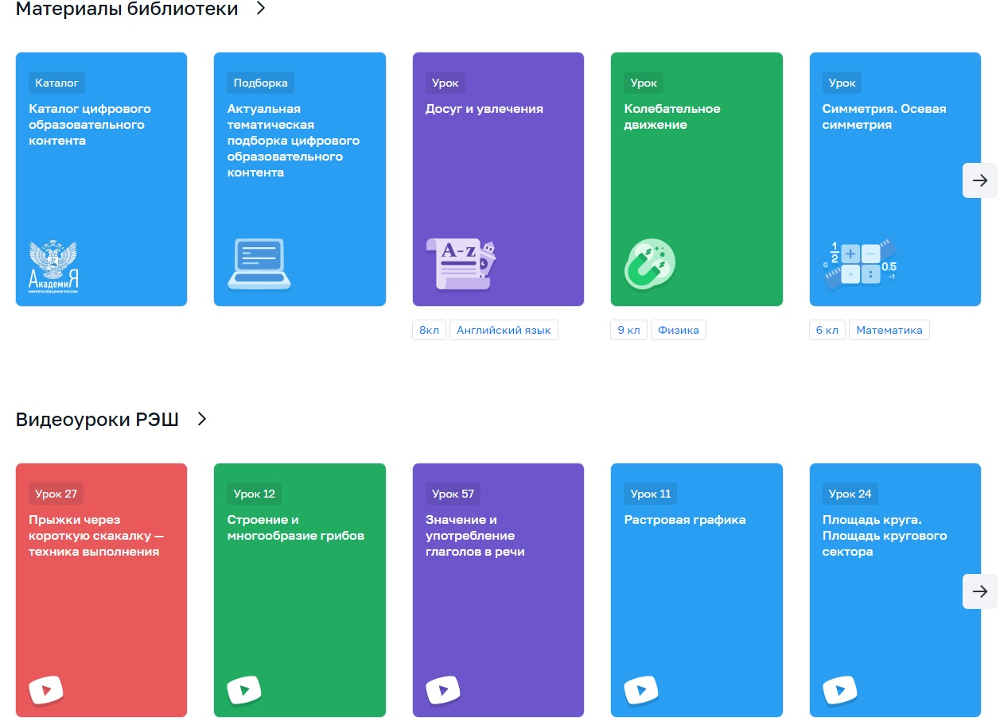 Материалы библиотеки
Каталог
Каталог цифрового
образовательного
контента
АкадемиЯ
МИНПРОСВЕЩЕНИЯ РОССИИ
Подборка
Актуальная
тематическая
подборка цифрового
образовательного
контента
Урок
Досуг и увлечения
A-z
8кл
Английский язык
Урок
Колебательное
движение
9 кл
Физика
Урок
Симметрия. Осевая
симметрия
1
2
+
−
a
0.5
:
-1
6 кл
Математика
Видеоуроки РЭШ
Урок 27
Прыжки через
короткую скакалку —
техника выполнения
Урок 12
Строение и
многообразие грибов
Урок 57
Значение и
употребление
глаголов в речи
Урок 11
Растровая графика
Урок 24
Площадь круга.
Площадь кругового
сектора